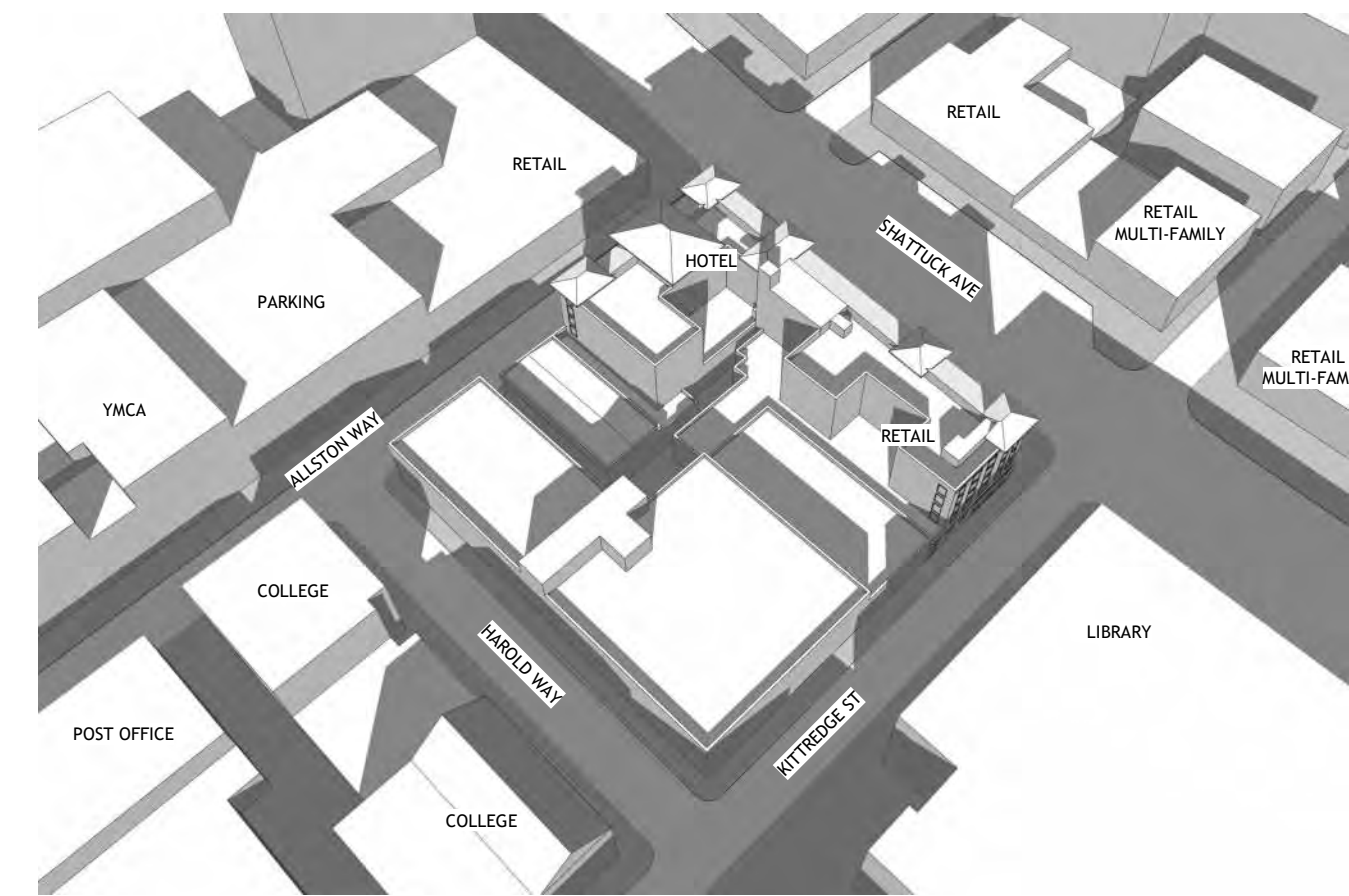 RETAIL
RETAIL
HOTEL
SHATTUCK AVE
RETAIL
MULTI-FAMILY
PARKING
RETAIL
MULTI-FAM
YMCA
ALLSTON WAY
RETAIL
COLLEGE
HAROLD WAY
LIBRARY
KITTREDGE ST
POST OFFICE
COLLEGE